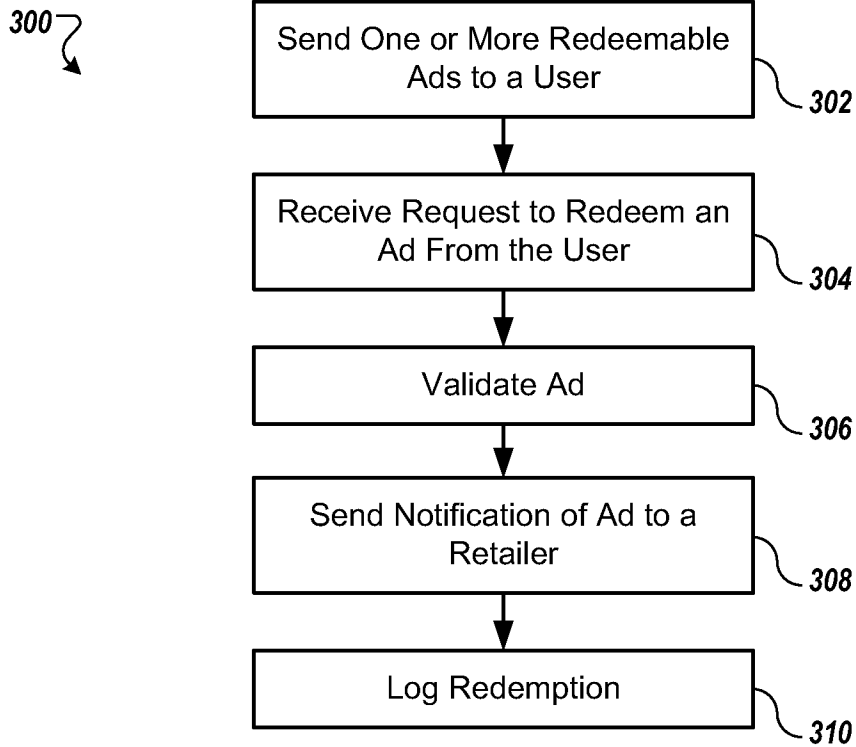 300
Send One or More Redeemable
Ads to a User
302
Receive Request to Redeem an
Ad From the User
304
Validate Ad
306
Send Notification of Ad to a
Retailer
308
Log Redemption
310